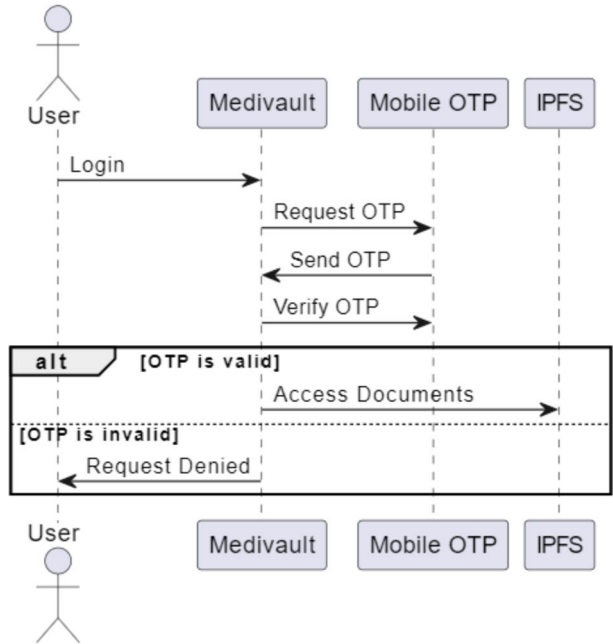 User
Medivault
Mobile OTP
IPFS
Login
Request OTP
Send OTP
Verify OTP
alt
[OTP is valid]
Access Documents
[OTP is invalid]
Request Denied
User
Medivault
Mobile OTP
IPFS